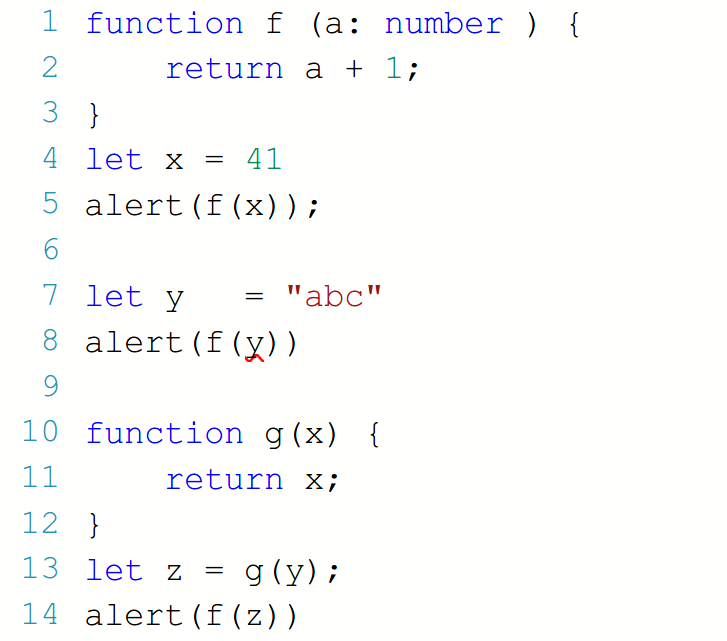 1 function f (a: number ) {
2     return a + 1;
3 }
4 let x = 41
5 alert(f(x));
6
7 let y   = "abc"
8 alert(f(y))
9
10 function g(x) {
11     return x;
12 }
13 let z = g(y);
14 alert(f(z))